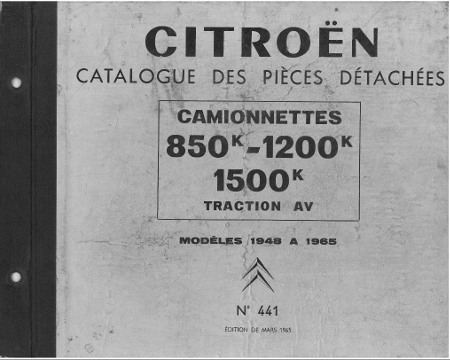 CITROËN
CATALOGUE DES PIÈCES DÉTACHÉES
CAMIONNETTES
850K-1200K
1500K
TRACTION AV
MODÈLES 1948 A 1965
N° 441
ÉDITION DE MARS 1965